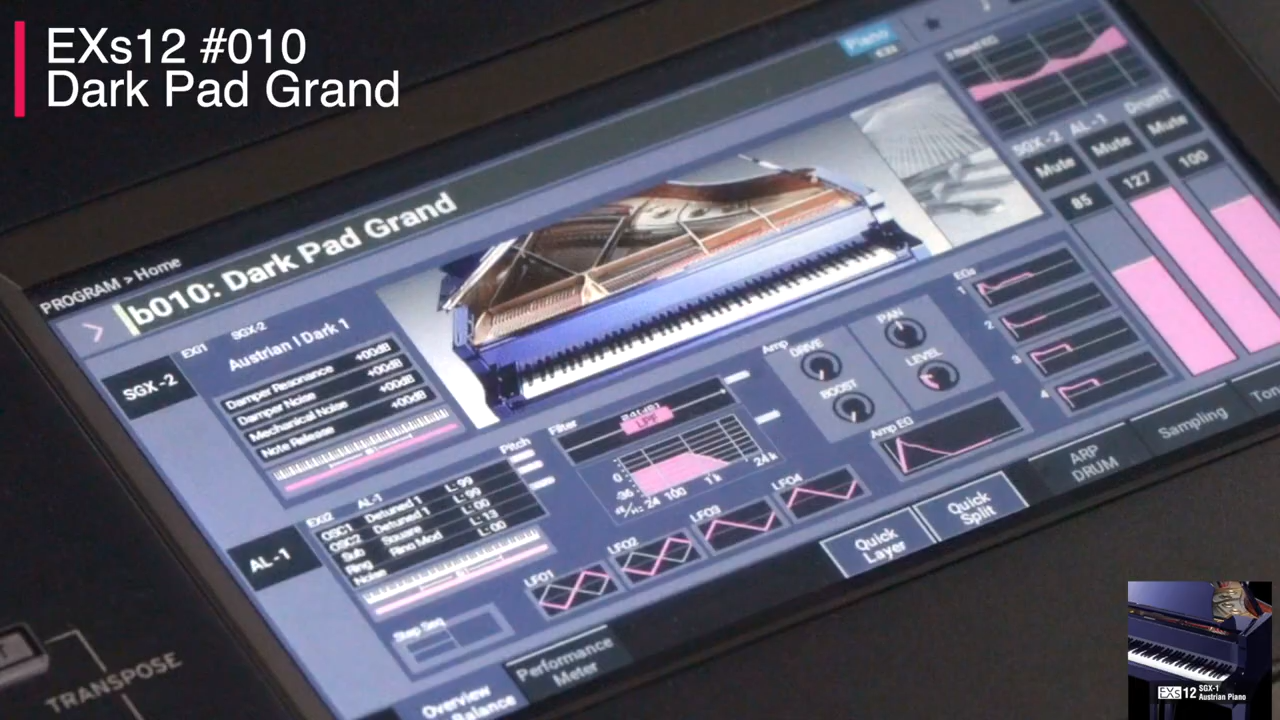 EXs12 #010
Dark Pad Grand
PROGRAM > Home
b010: Dark Pad Grand
Piano
SGX-2
AL-1
DrumT
Mute
Mute
Mute
85
127
100
SGX-2
EXi1
SGX-2
Austrian I Dark 1
Damper Resonance +00dB
Damper Noise +00dB
Mechanical Noise +00dB
Note Release +00dB
AL-1
EXi2
AL-1
OSC1 Detuned 1 L:99
OSC2 Detuned 1 L:99
Sub Square L:00
Ring Ring Mod L:13
Noise L:00
Pitch
Filter
24(dB)
LPF
0
24 100 1k 24k
Amp
DRIVE
BOOST
PAN
LEVEL
Amp EG
EGs
1
2
3
4
LFO1
LFO2
LFO3
LFO4
Step Seq
Overview
Balance
Performance
Meter
Quick
Layer
Quick
Split
ARP
DRUM
Sampling
TRANSPOSE
EXs12 SGX-1
Austrian Piano